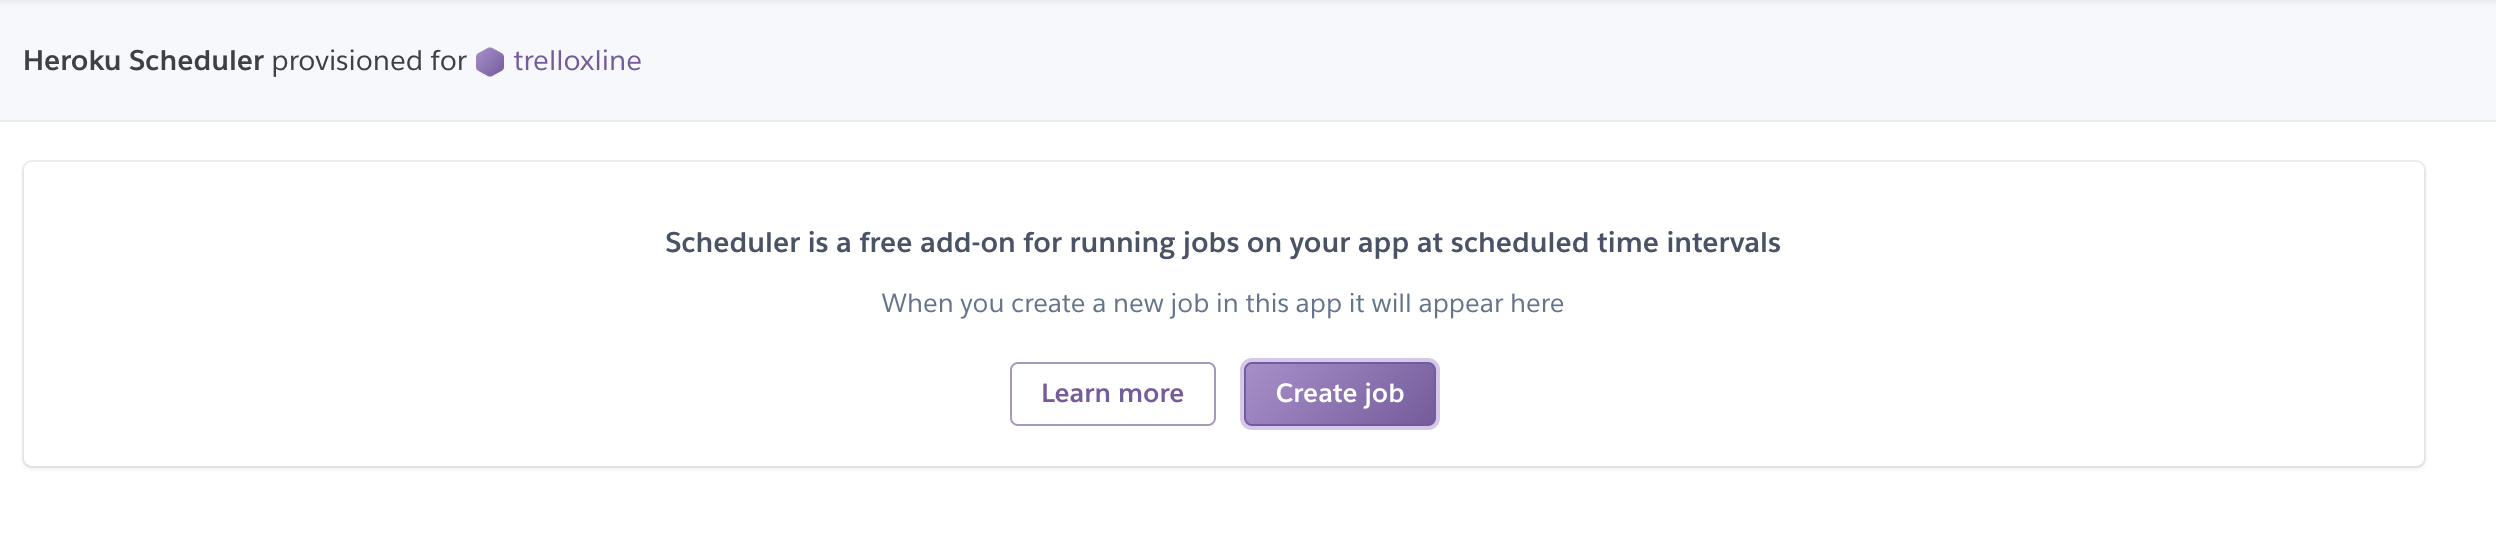 Heroku Scheduler provisioned for trelloxline
Scheduler is a free add-on for running jobs on your app at scheduled time intervals
When you create a new job in this app it will appear here
Learn more Create job